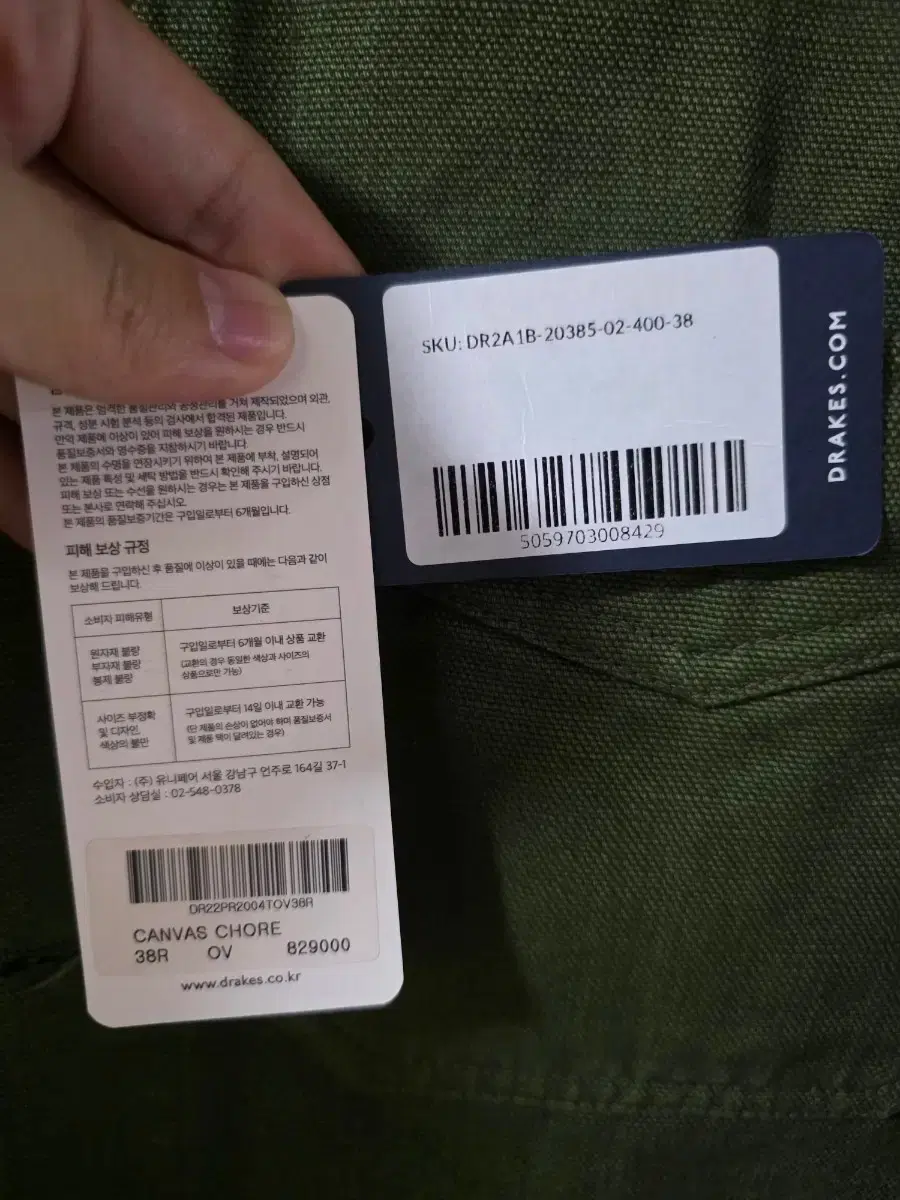 본 제품은 엄격한 품질관리와 공정관리를 거쳐 제작되었으며 외관,
규격, 성분 시험 분석 등의 검사에서 합격된 제품입니다.
만약 제품에 이상이 있어 피해 보상을 원하시는 경우 반드시
품질보증서와 영수증을 지참하시기 바랍니다.
본 제품의 수명을 연장시키기 위하여 본 제품에 부착, 설명되어
있는 제품 특성 및 세탁 방법을 반드시 확인해 주시기 바랍니다.
피해 보상 또는 수선을 원하시는 경우는 본 제품을 구입하신 상점
또는 본사로 연락해 주십시오.
본 제품의 품질보증기간은 구입일로부터 6개월입니다.
피해 보상 규정
본 제품을 구입하신 후 품질에 이상이 있을 때에는 다음과 같이
보상해 드립니다.
소비자 피해유형 보상기준
원자재 불량
부자재 불량
봉제 불량
구입일로부터 6개월 이내 상품 교환
(교환의 경우 동일한 색상과 사이즈의
상품으로만 가능)
사이즈 부정확
및 디자인,
색상의 불만
구입일로부터 14일 이내 교환 가능
(단 제품의 손상이 없어야 하며 품질보증서
및 제품 택이 달려있는 경우)
수입자 : (주) 유니페어 서울 강남구 언주로 164길 37-1
소비자 상담실 : 02-548-0378
DR22PR2004TOV38R
CANVAS CHORE
38R OV 829000
www.drakes.co.kr
SKU: DR2A1B-20385-02-400-38
5059703008429
DRAKES.COM